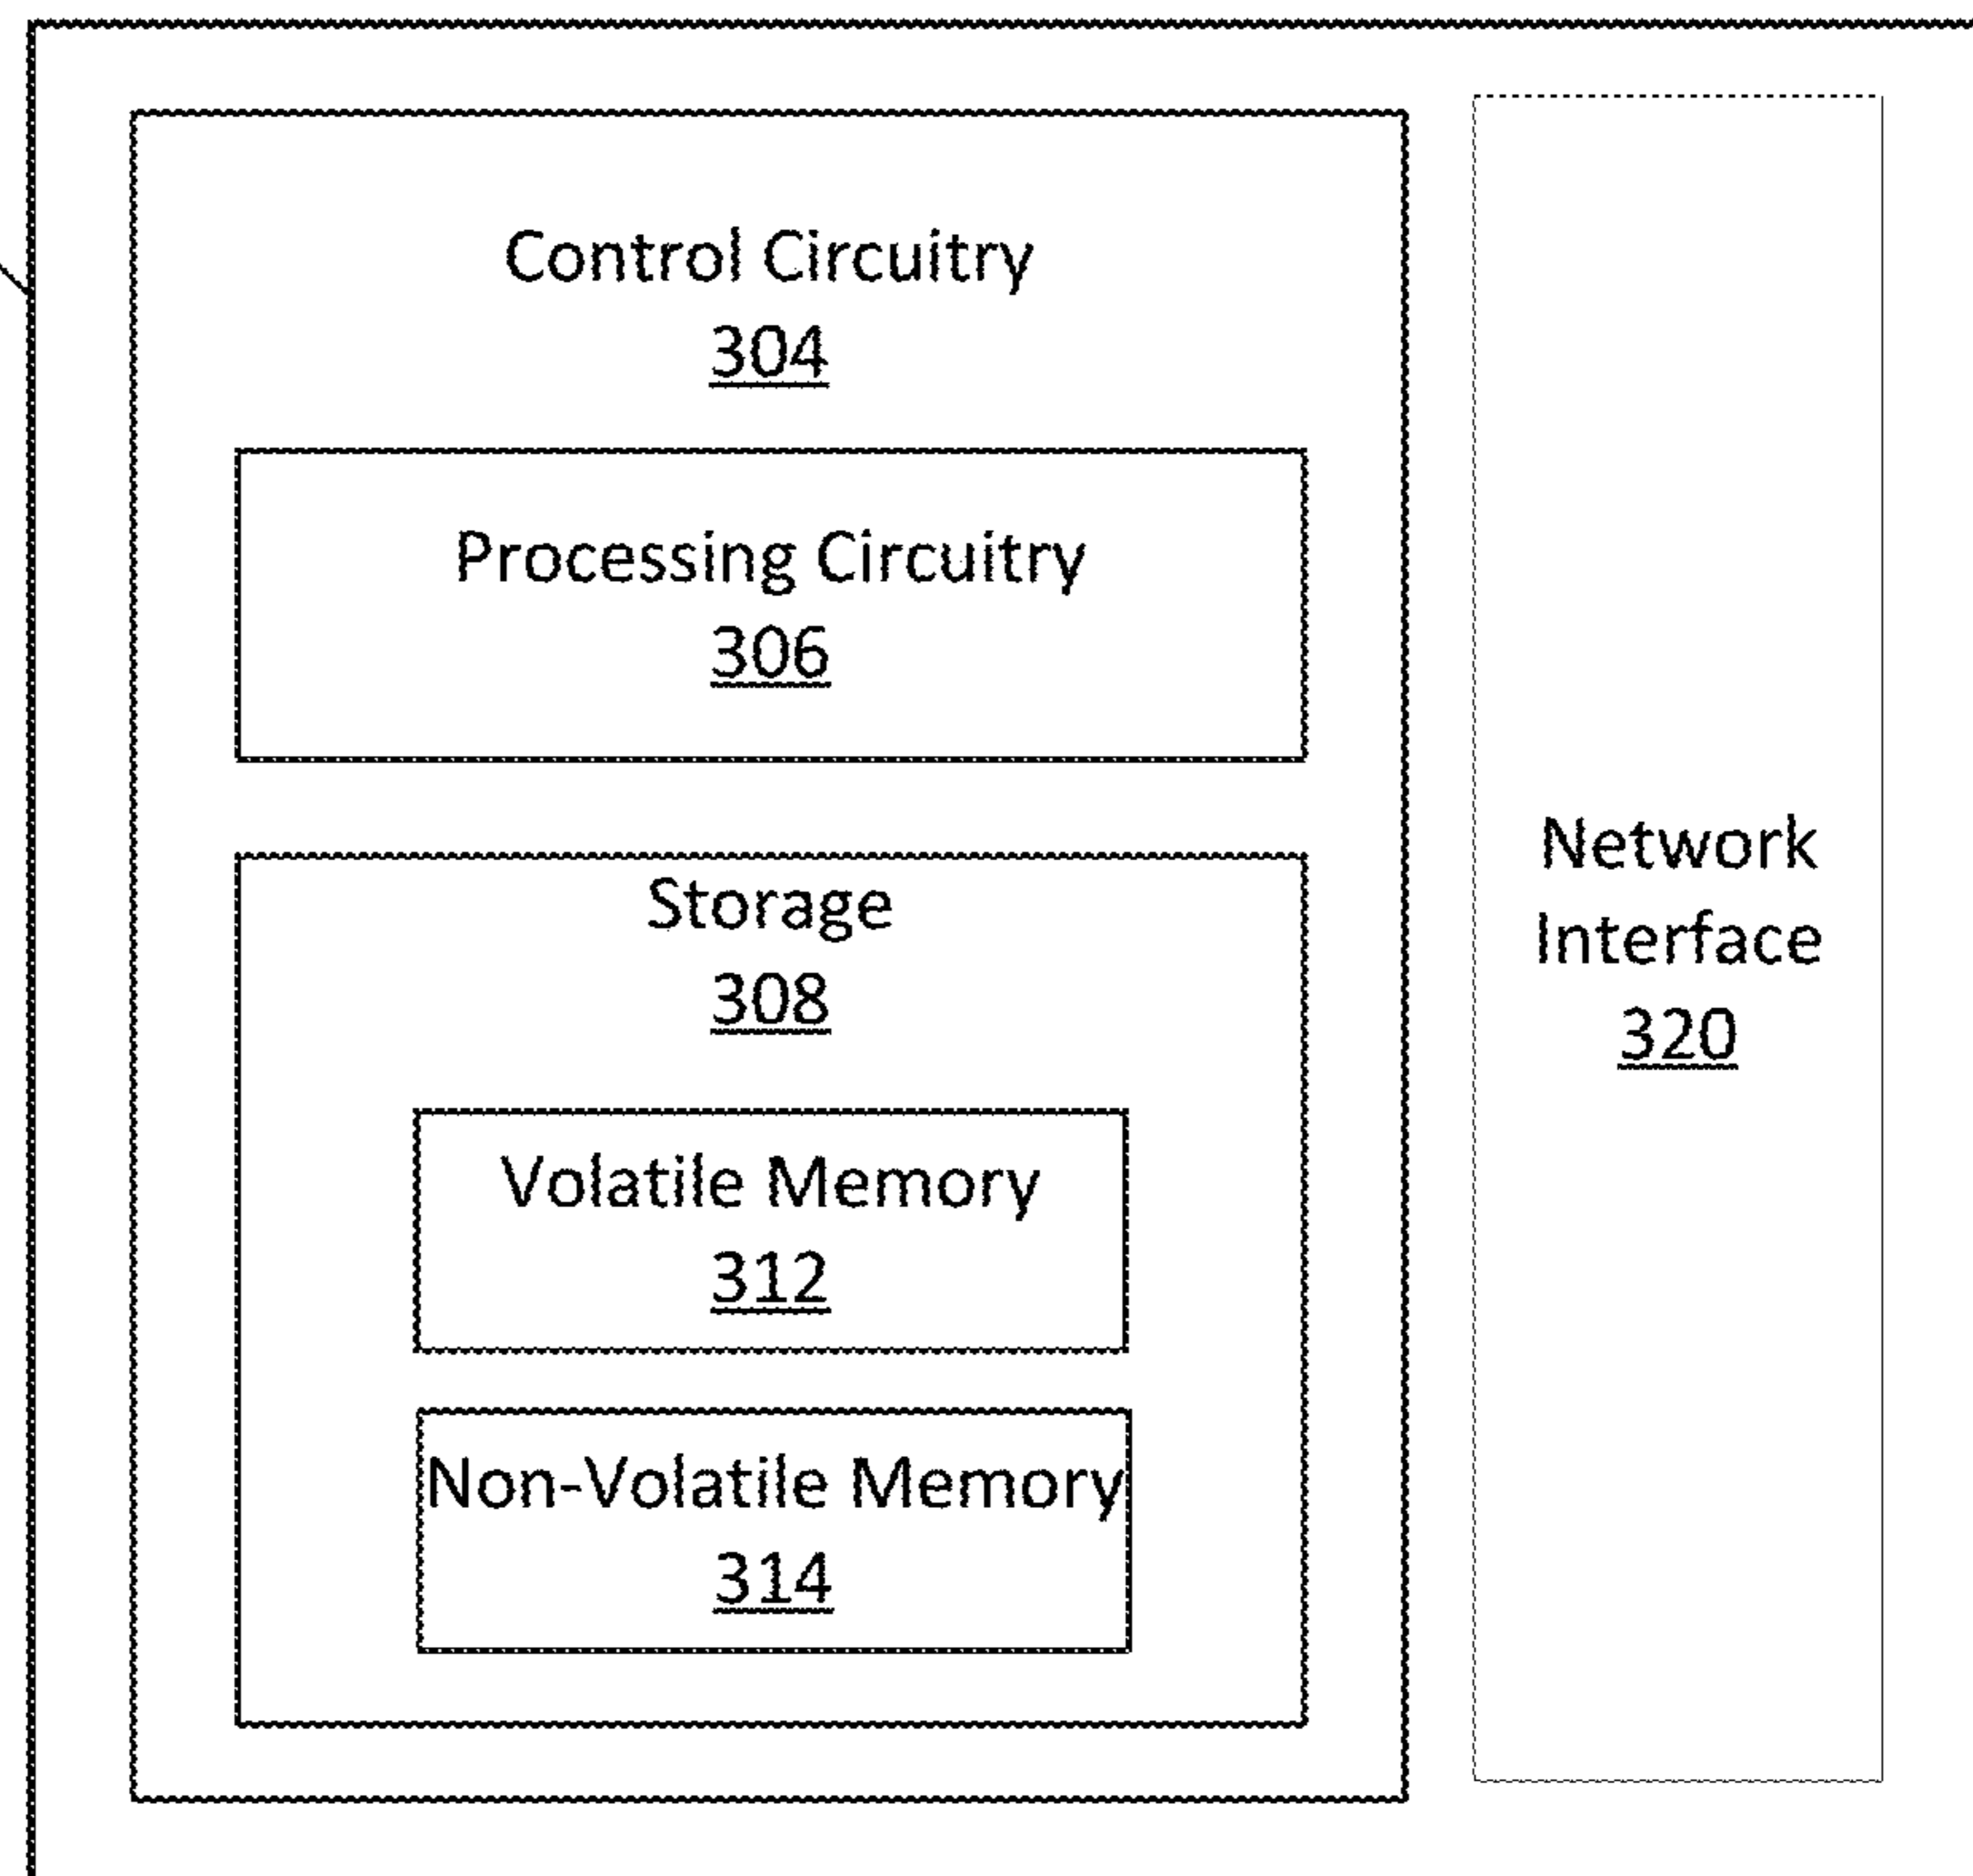 Control Circuitry
304
Processing Circuitry
306
Storage
308
Volatile Memory
312
Non-Volatile Memory
314
Network
Interface
320